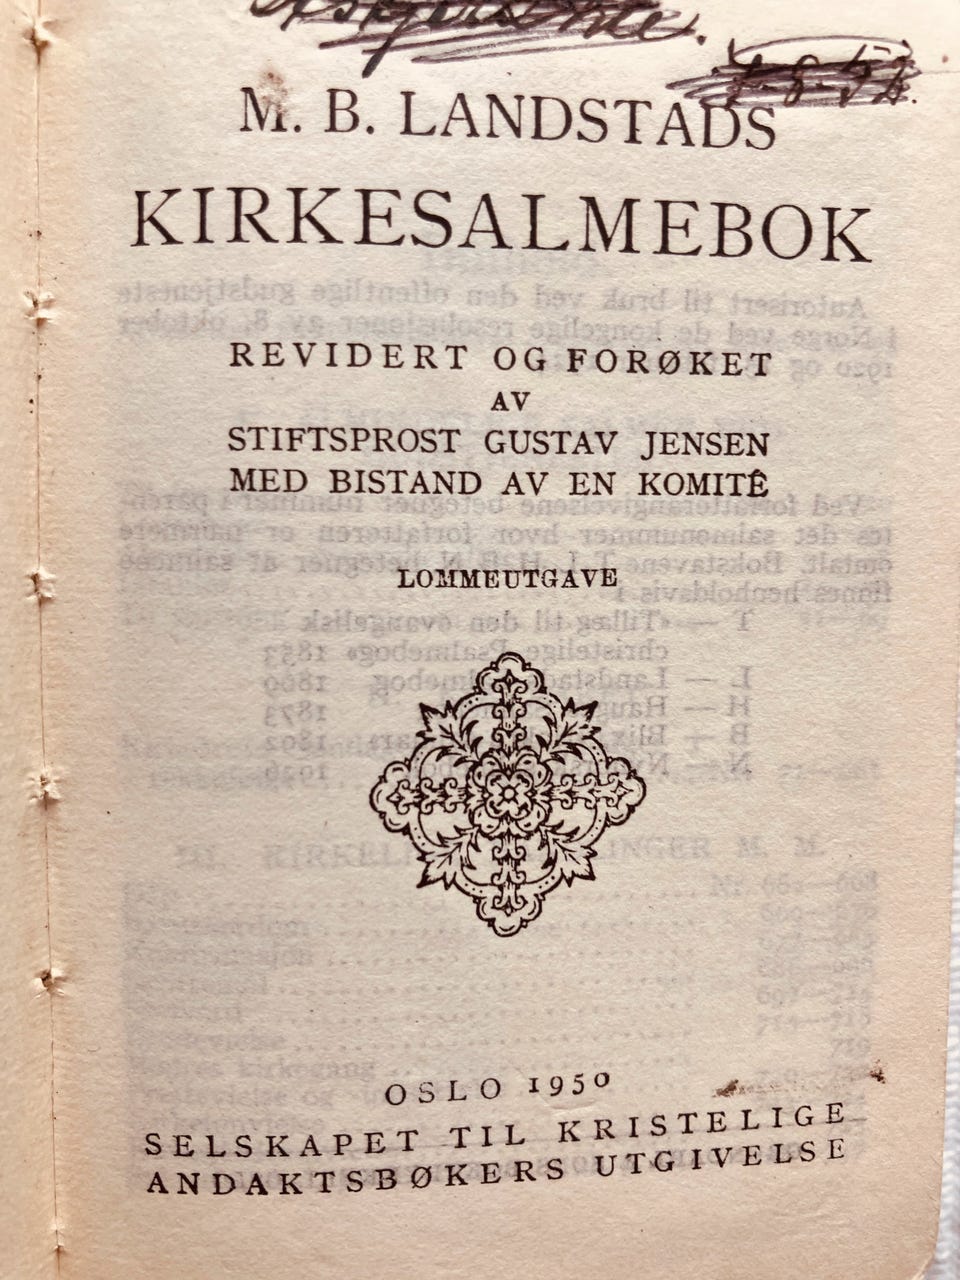 M. B. LANDSTADS
KIRKESALMEBOK
REVIDERT OG FORØKET
AV
STIFTSPROST GUSTAV JENSEN
MED BISTAND AV EN KOMITÊ
LOMMEUTGAVE
OSLO 1950
SELSKAPET TIL KRISTELIGE
ANDAKTSBØKERS UTGIVELSE